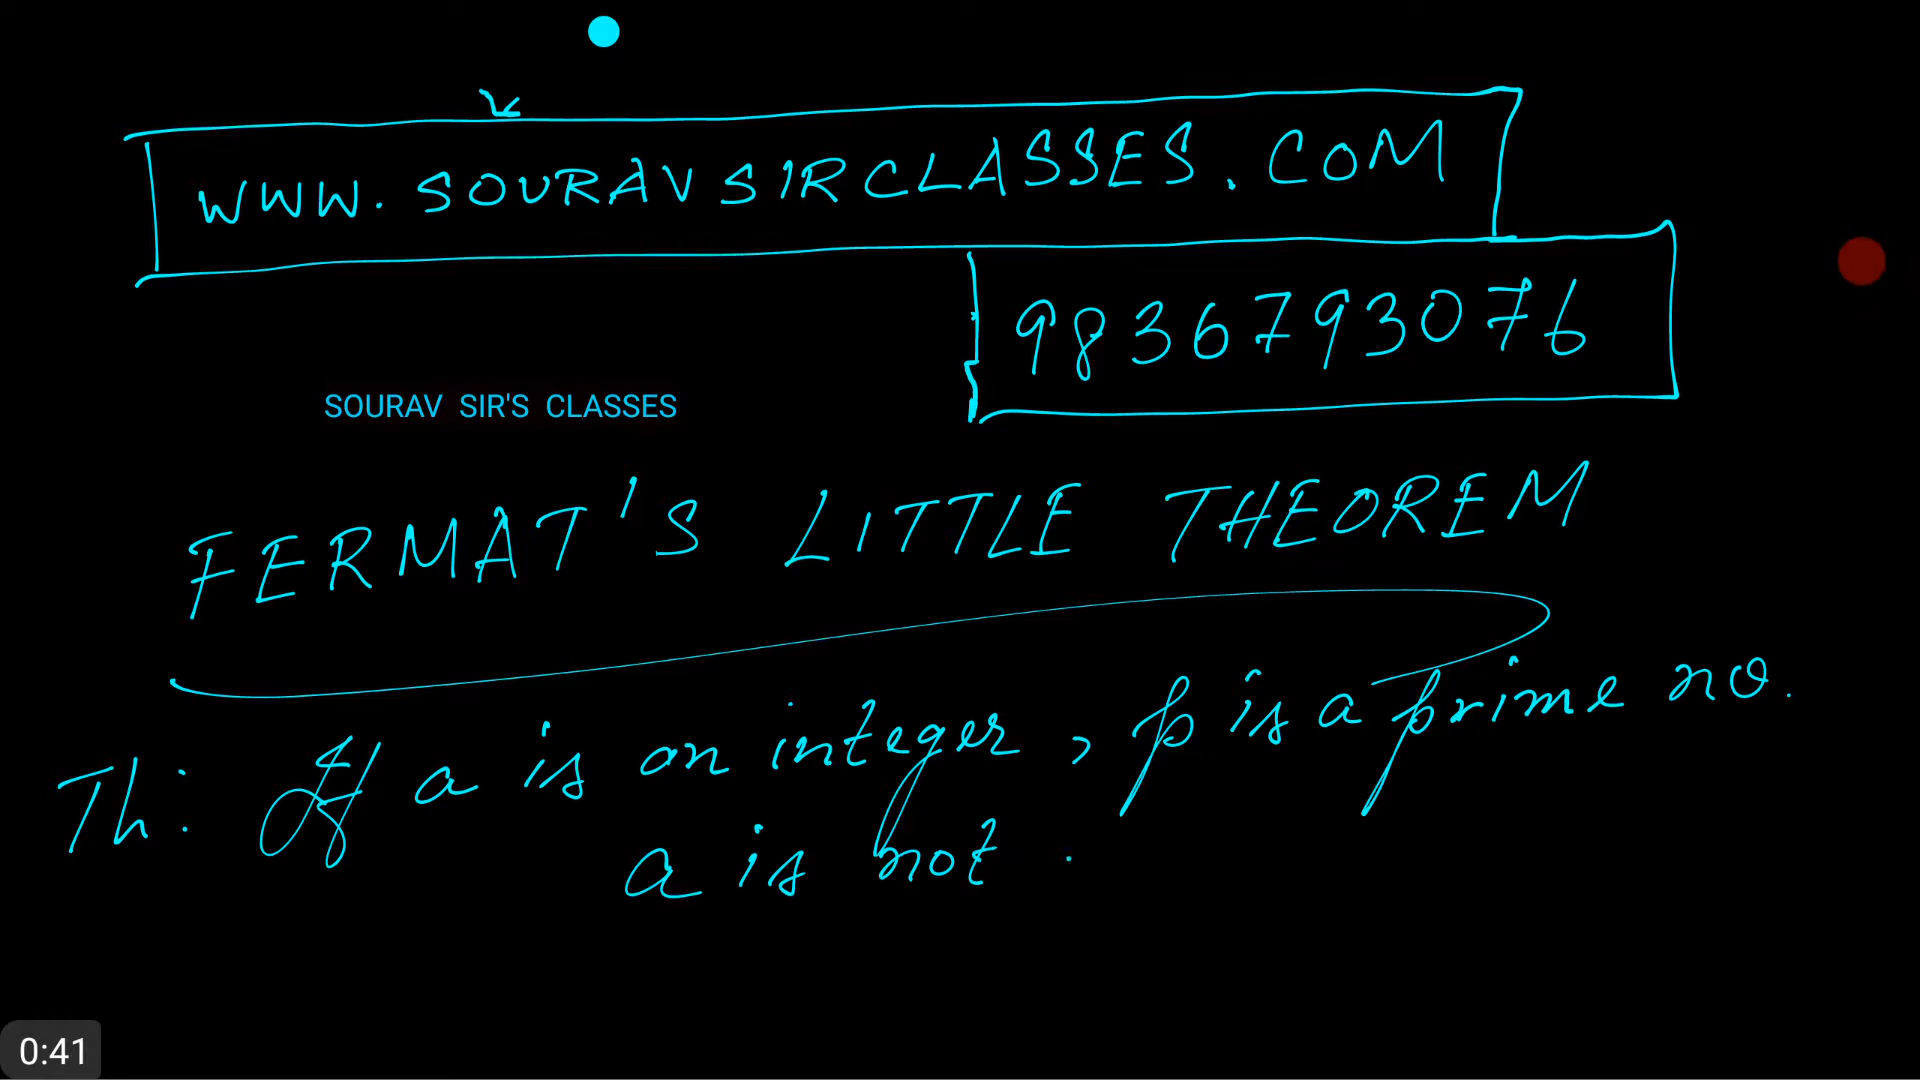 WWW.SOURAVSIRCLASSES.COM
9836793076
SOURAV SIR'S CLASSES
FERMAT'S LITTLE THEOREM
Th: If a is an integer, p is a prime no.
a is not.
0:41